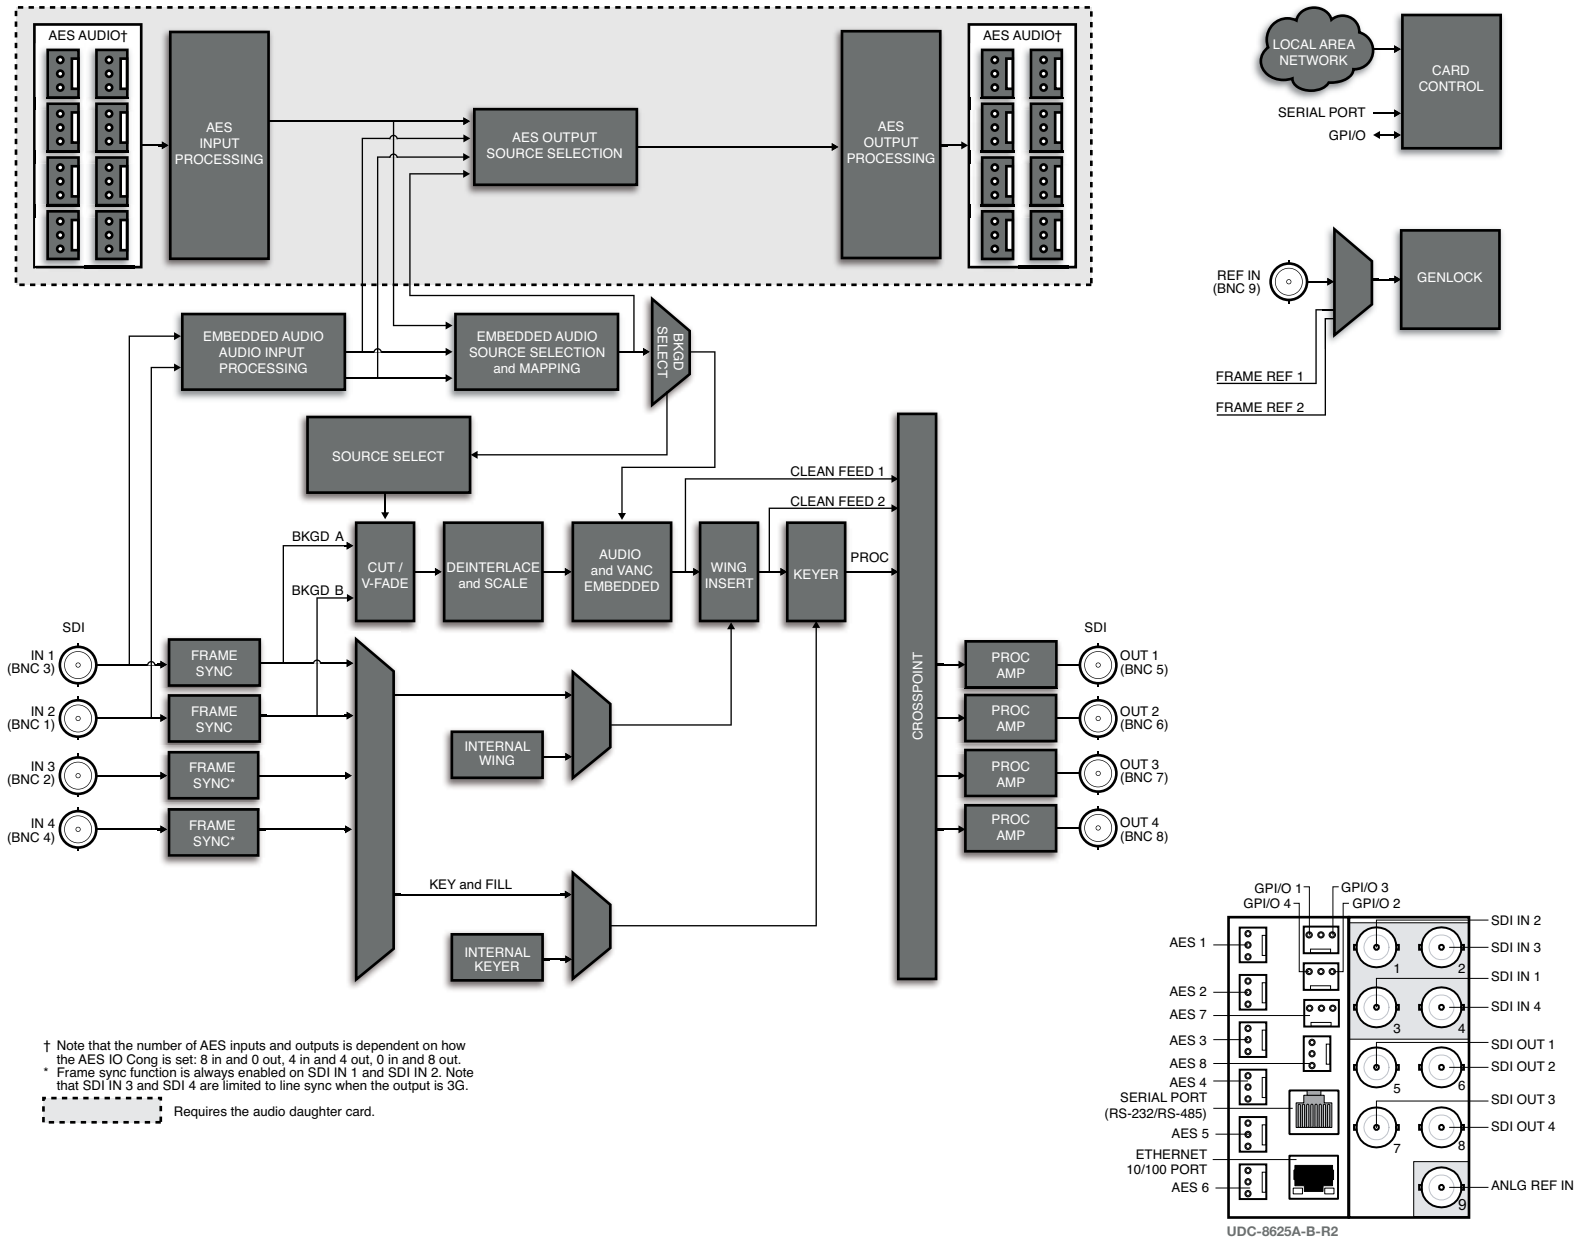 AES AUDIO†
AES
INPUT
PROCESSING
AES OUTPUT
SOURCE SELECTION
AES
OUTPUT
PROCESSING
AES AUDIO†
LOCAL AREA
NETWORK
SERIAL PORT
GPI/O
CARD
CONTROL
REF IN
(BNC 9)
GENLOCK
FRAME REF 1
FRAME REF 2
EMBEDDED AUDIO
AUDIO INPUT
PROCESSING
EMBEDDED AUDIO
SOURCE SELECTION
and MAPPING
BKGD
SELECT
SOURCE SELECT
CLEAN FEED 1
CLEAN FEED 2
BKGD A
BKGD B
CUT /
V-FADE
DEINTERLACE
and SCALE
AUDIO
and VANC
EMBEDDED
WING
INSERT
KEYER
PROC
CROSSPOINT
SDI
IN 1
(BNC 3)
FRAME
SYNC
IN 2
(BNC 1)
FRAME
SYNC
IN 3
(BNC 2)
FRAME
SYNC*
IN 4
(BNC 4)
FRAME
SYNC*
INTERNAL
WING
KEY and FILL
INTERNAL
KEYER
SDI
PROC
AMP
OUT 1
(BNC 5)
PROC
AMP
OUT 2
(BNC 6)
PROC
AMP
OUT 3
(BNC 7)
PROC
AMP
OUT 4
(BNC 8)
† Note that the number of AES inputs and outputs is dependent on how
the AES IO Cong is set: 8 in and 0 out, 4 in and 4 out, 0 in and 8 out.
* Frame sync function is always enabled on SDI IN 1 and SDI IN 2. Note
that SDI IN 3 and SDI 4 are limited to line sync when the output is 3G.
Requires the audio daughter card.
GPI/O 1
GPI/O 3
GPI/O 4
GPI/O 2
AES 1
AES 2
AES 7
AES 3
AES 8
AES 4
SERIAL PORT
(RS-232/RS-485)
AES 5
ETHERNET
10/100 PORT
AES 6
1
2
3
4
5
6
7
8
9
SDI IN 2
SDI IN 3
SDI IN 1
SDI IN 4
SDI OUT 1
SDI OUT 2
SDI OUT 3
SDI OUT 4
ANLG REF IN
UDC-8625A-B-R2